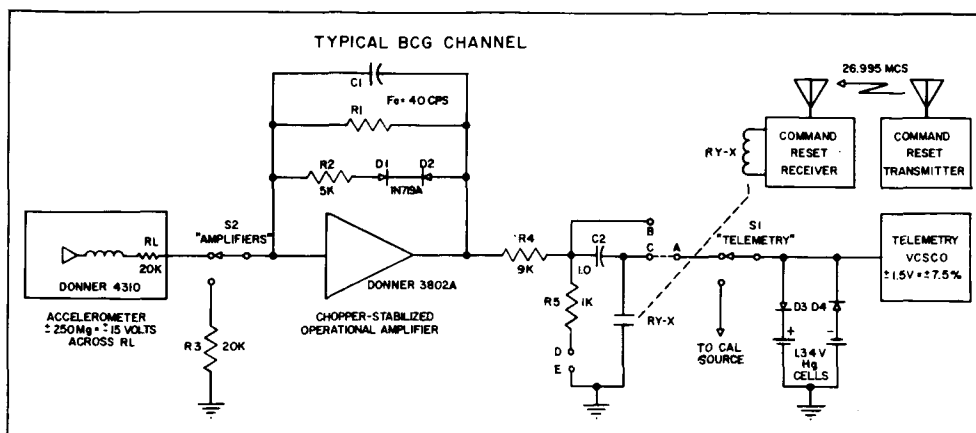 TYPICAL BCG CHANNEL
C1
Fo= 40 CPS
R1
R2
5K
D1
D2
1N719A
26.995 MCS
RY-X
COMMAND
RESET
RECEIVER
COMMAND
RESET
TRANSMITTER
RL
20K
DONNER 4310
ACCELEROMETER
±250Mg = ±15 VOLTS
ACROSS RL
S2
"AMPLIFIERS"
R3
20K
DONNER 3802A
CHOPPER-STABILIZED
OPERATIONAL AMPLIFIER
R4
9K
B
C2
1.0
C
A
R5
1K
D
E
RY-X
S1
"TELEMETRY"
TO CAL
SOURCE
D3
D4
+
-
1.34V
Hg
CELLS
TELEMETRY
VCSCO
±1.5V=±7.5%